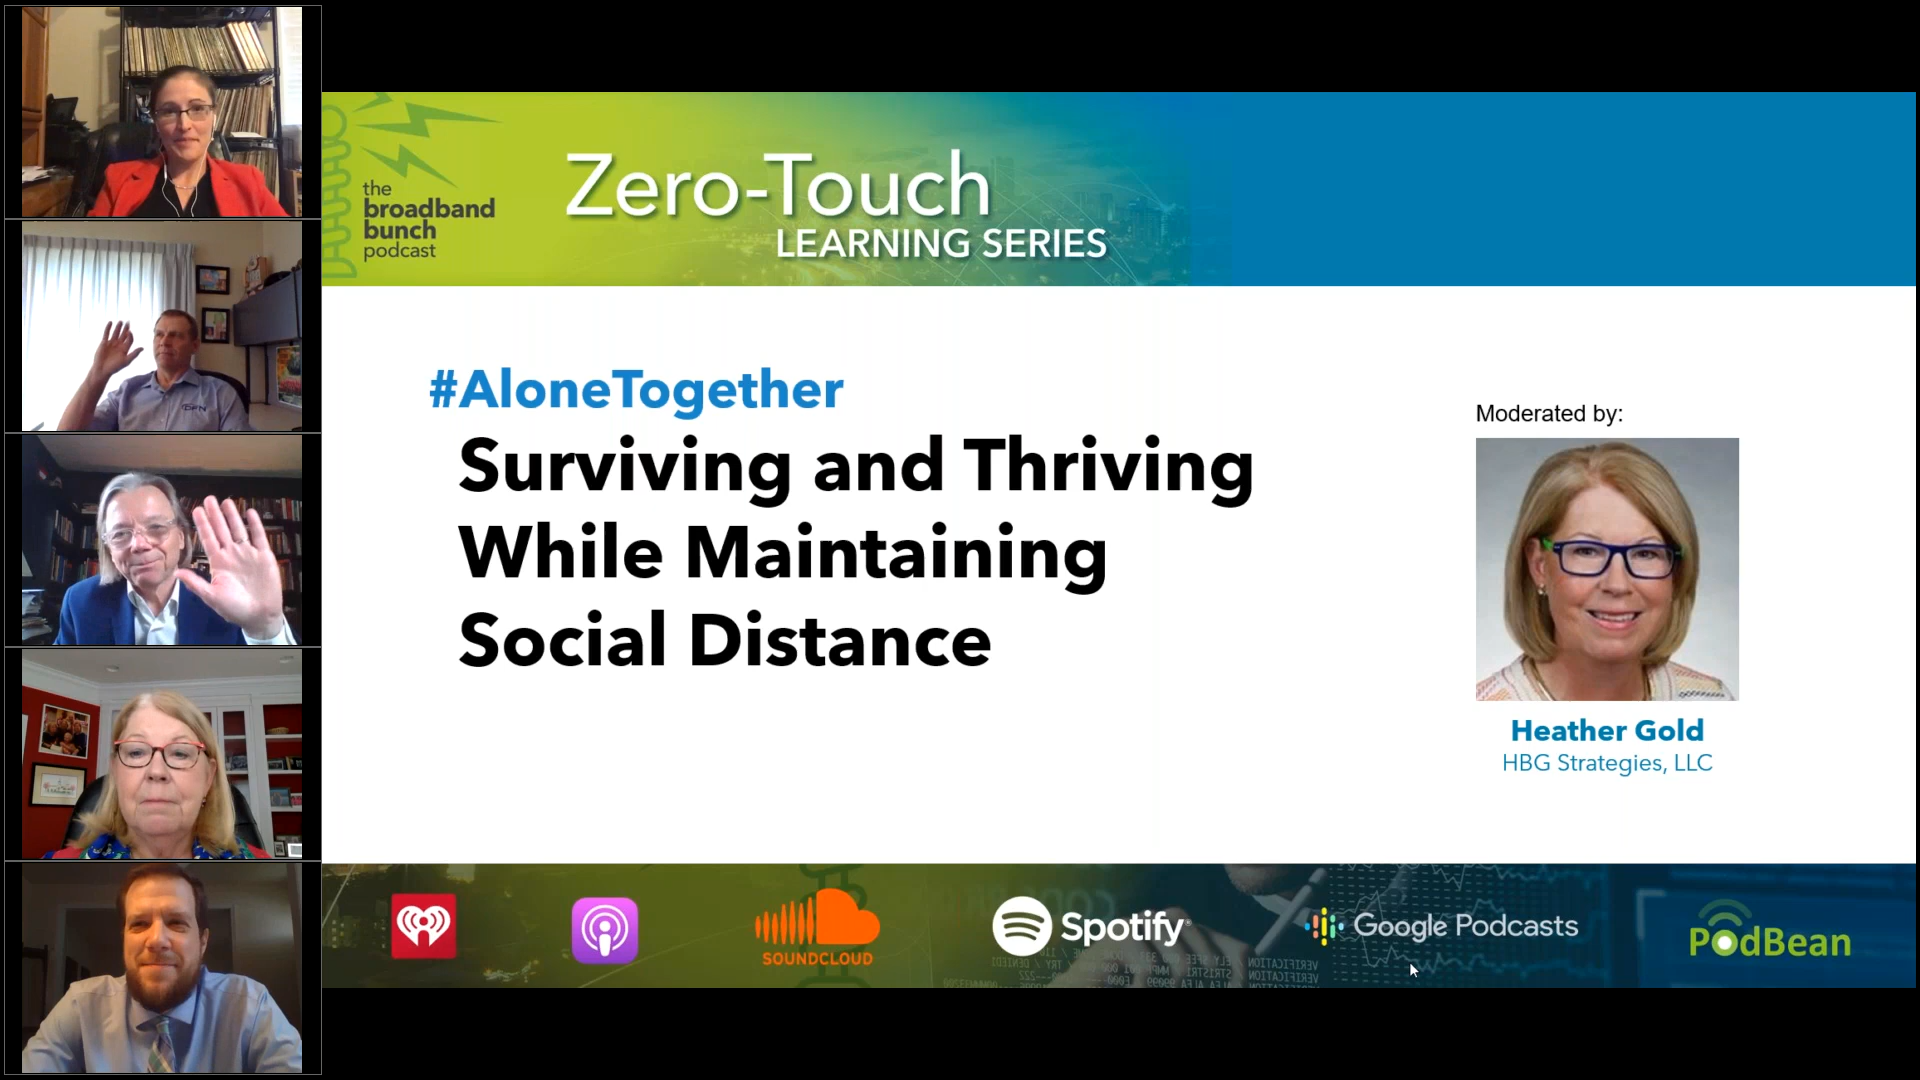 the
broadband
bunch
podcast
Zero-Touch
LEARNING SERIES
#AloneTogether
Surviving and Thriving
While Maintaining
Social Distance
Moderated by:
Heather Gold
HBG Strategies, LLC
SOUNDCLOUD
Spotify
Google Podcasts
PodBean